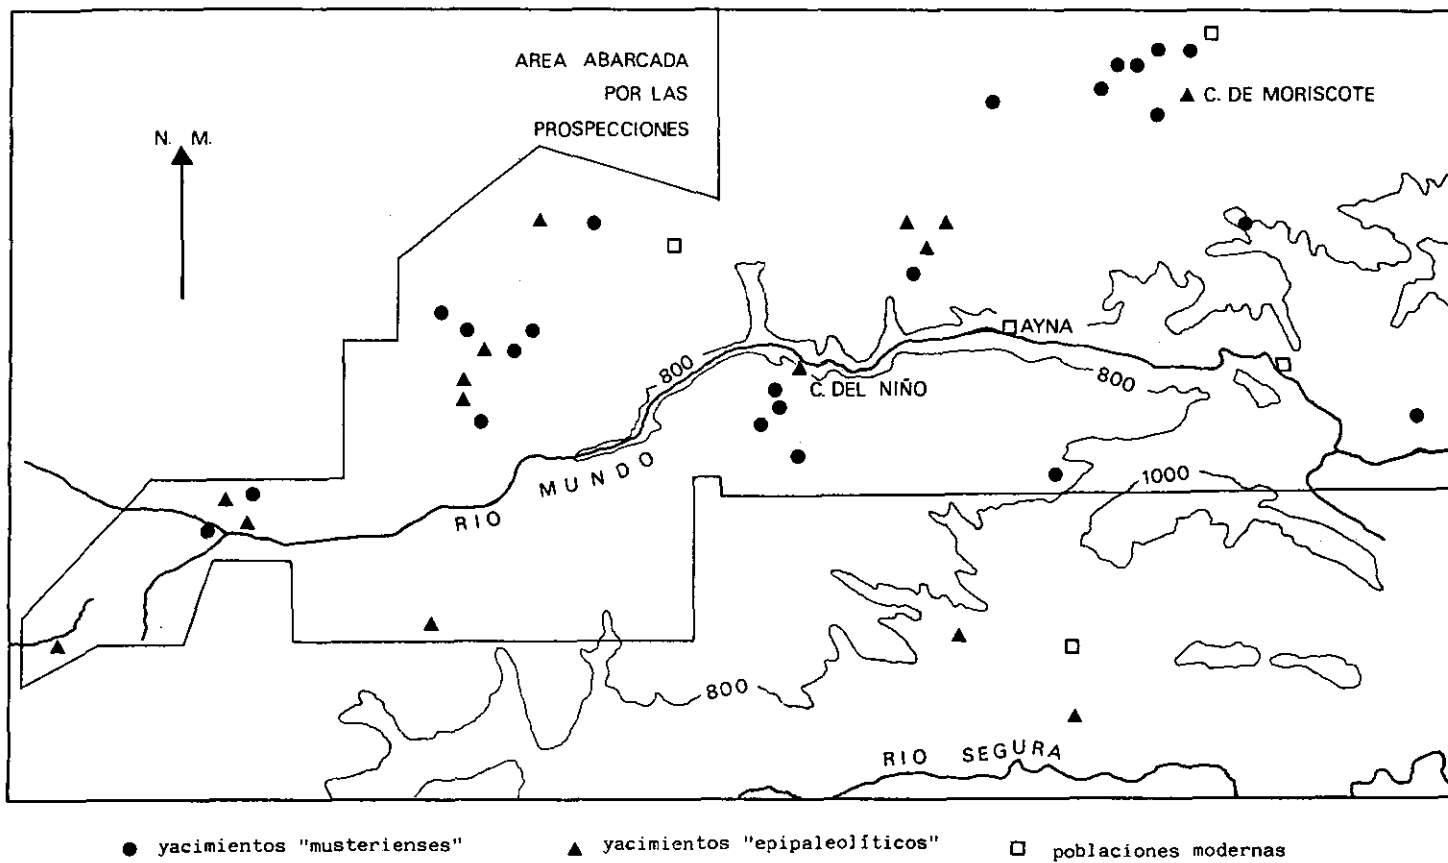 AREA ABARCADA
POR LAS
PROSPECCIONES
N. M.
C. DE MORISCOTE
AYNA
800
C. DEL NIÑO
800
RIO MUNDO
1000
800
RIO SEGURA
yacimientos "musterienses"
yacimientos "epipaleolíticos"
poblaciones modernas